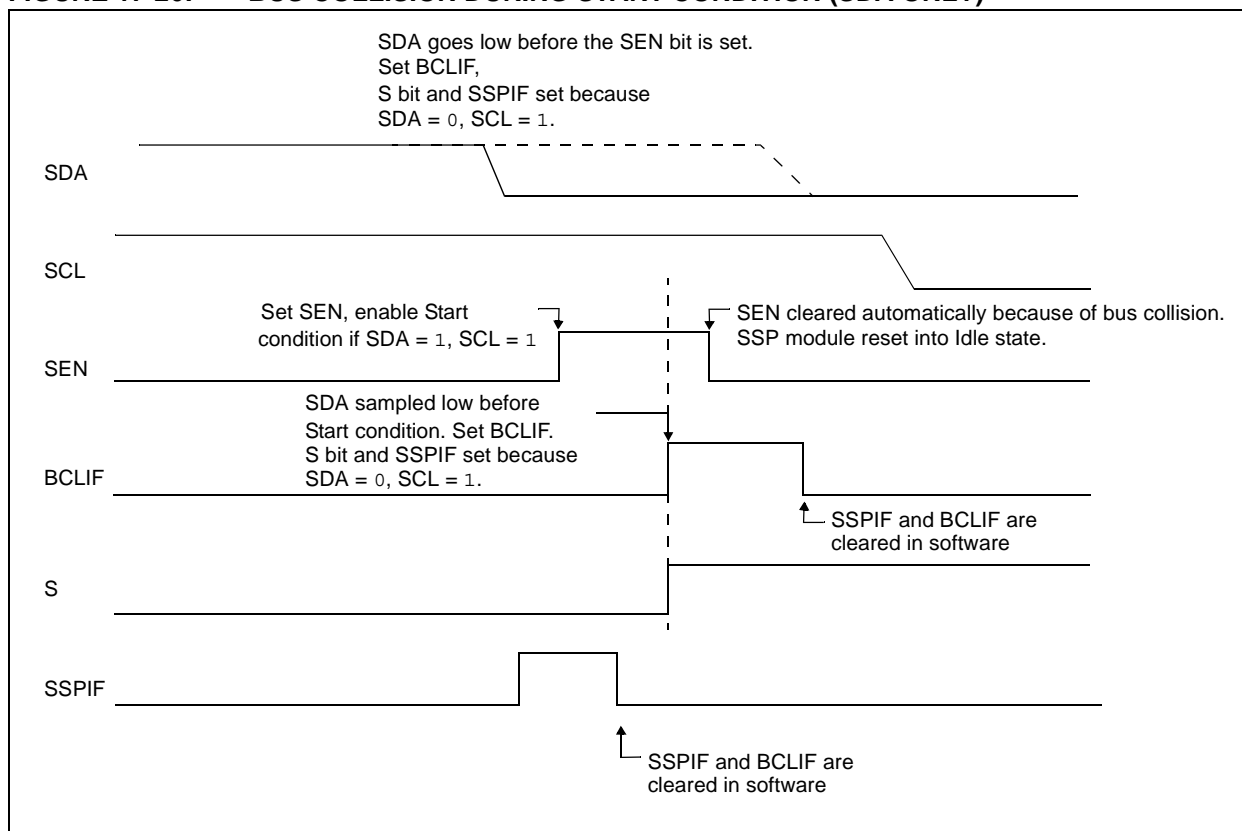 SDA goes low before the SEN bit is set.
Set BCLIF,
S bit and SSPIF set because
SDA = 0, SCL = 1.
SDA
SCL
Set SEN, enable Start
condition if SDA = 1, SCL = 1
SEN cleared automatically because of bus collision.
SSP module reset into Idle state.
SEN
SDA sampled low before
Start condition. Set BCLIF.
S bit and SSPIF set because
SDA = 0, SCL = 1.
BCLIF
SSPIF and BCLIF are
cleared in software
S
SSPIF
SSPIF and BCLIF are
cleared in software